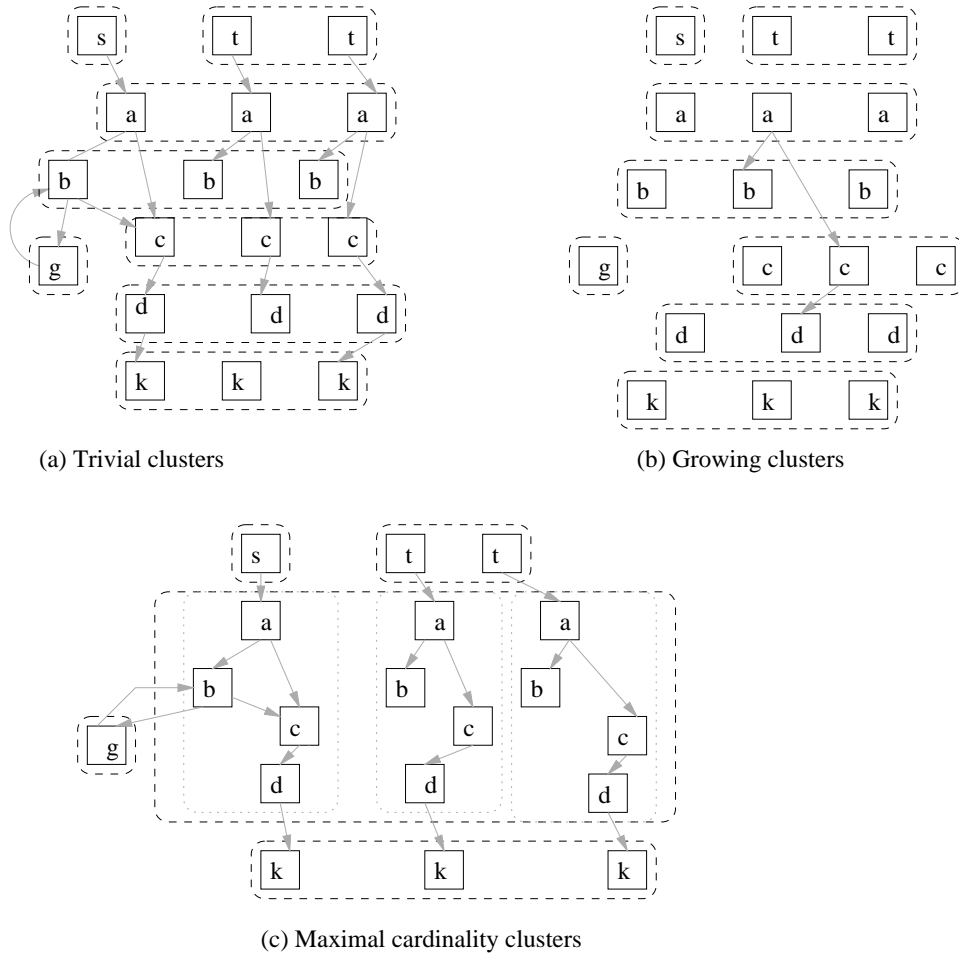 s t t
a a a
b b b
c c c
g
d d d
k k k
(a) Trivial clusters
s t t
a a a
b b b
g c c c
d d d
k k k
(b) Growing clusters
s t t
a a a
b b b
c c c
g
d d d
k k k
(c) Maximal cardinality clusters